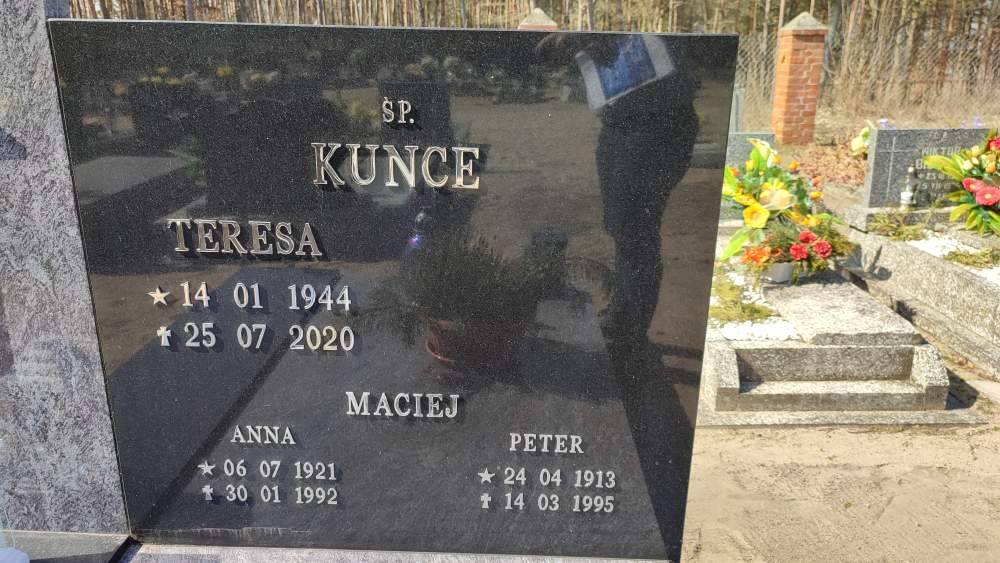 ŚP.
KUNCE
TERESA
★ 14 01 1944
✝ 25 07 2020
MACIEJ
ANNA
★ 06 07 1921
✝ 30 01 1992
PETER
★ 24 04 1913
✝ 14 03 1995
WIKTOR